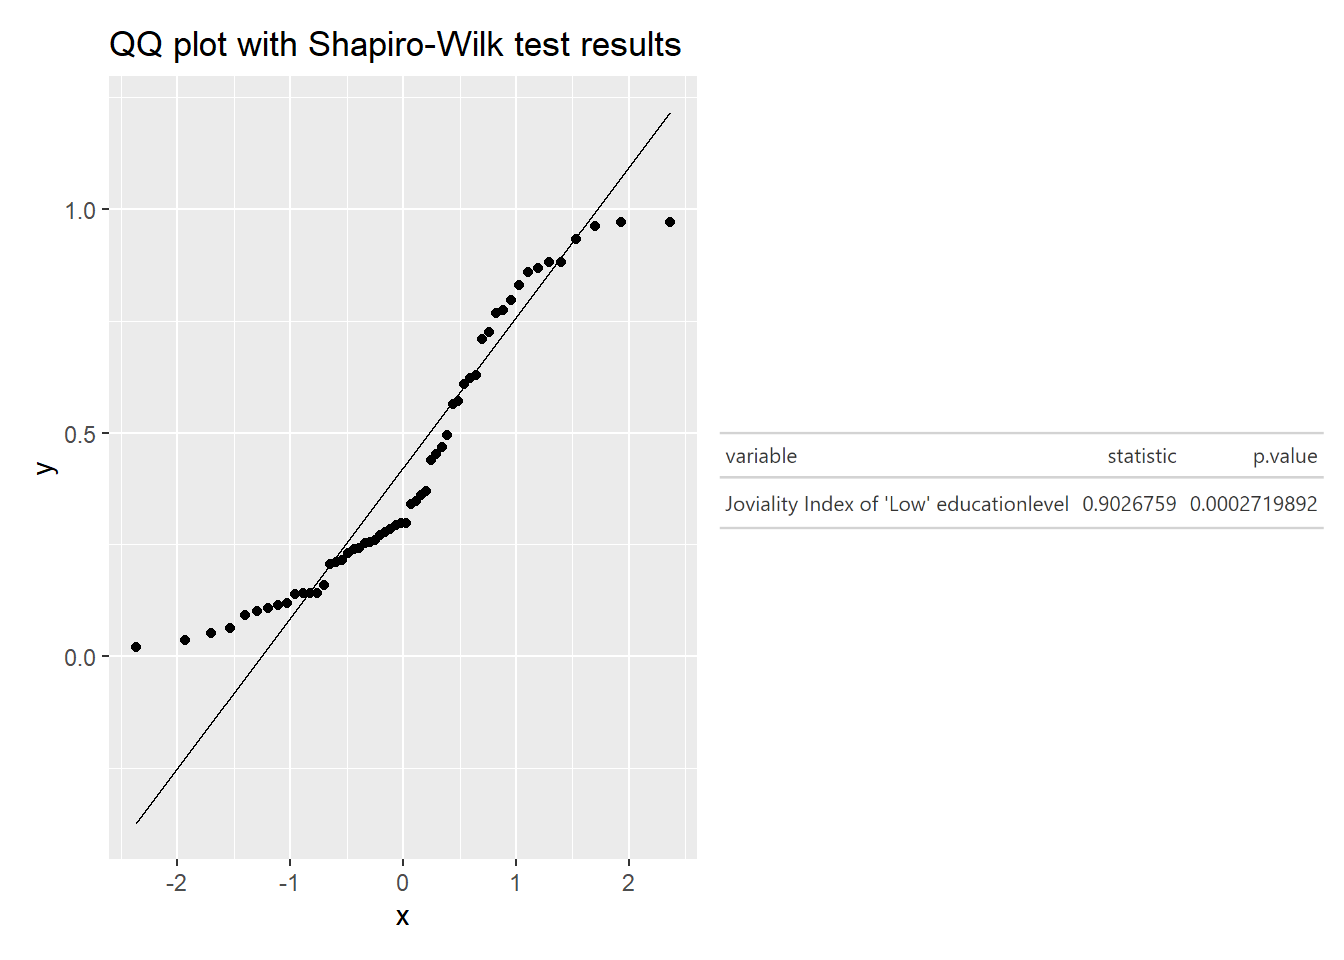 QQ plot with Shapiro-Wilk test results
1.0
0.5
0.0
y
-2 -1 0 1 2
x
variable statistic p.value
Joviality Index of 'Low' educationlevel 0.9026759 0.0002719892